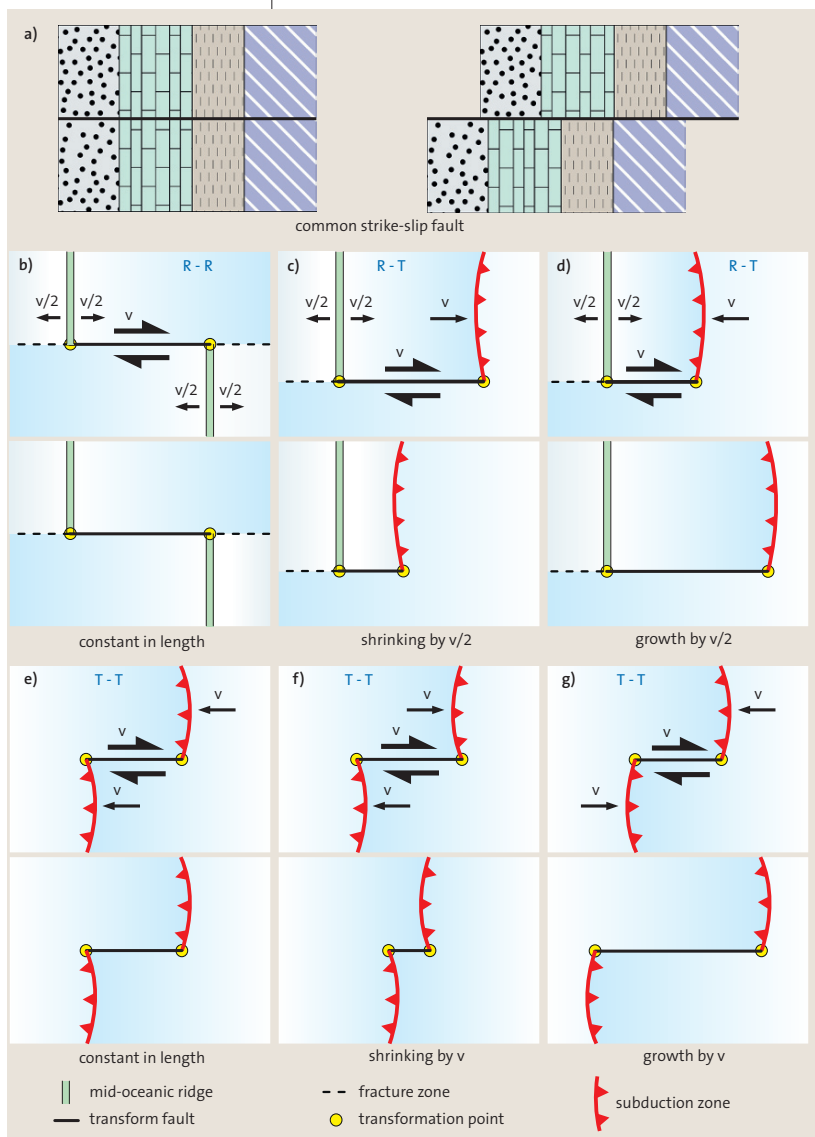 a)
common strike-slip fault
b) R - R
v/2 v/2 v
v/2 v/2
c) R - T
v/2 v/2 v
v
d) R - T
v/2 v/2 v
v
constant in length
shrinking by v/2
growth by v/2
e) T - T
v
v
v
f) T - T
v
v
v
g) T - T
v
v
v
constant in length
shrinking by v
growth by v
mid-oceanic ridge
fracture zone
subduction zone
transform fault
transformation point